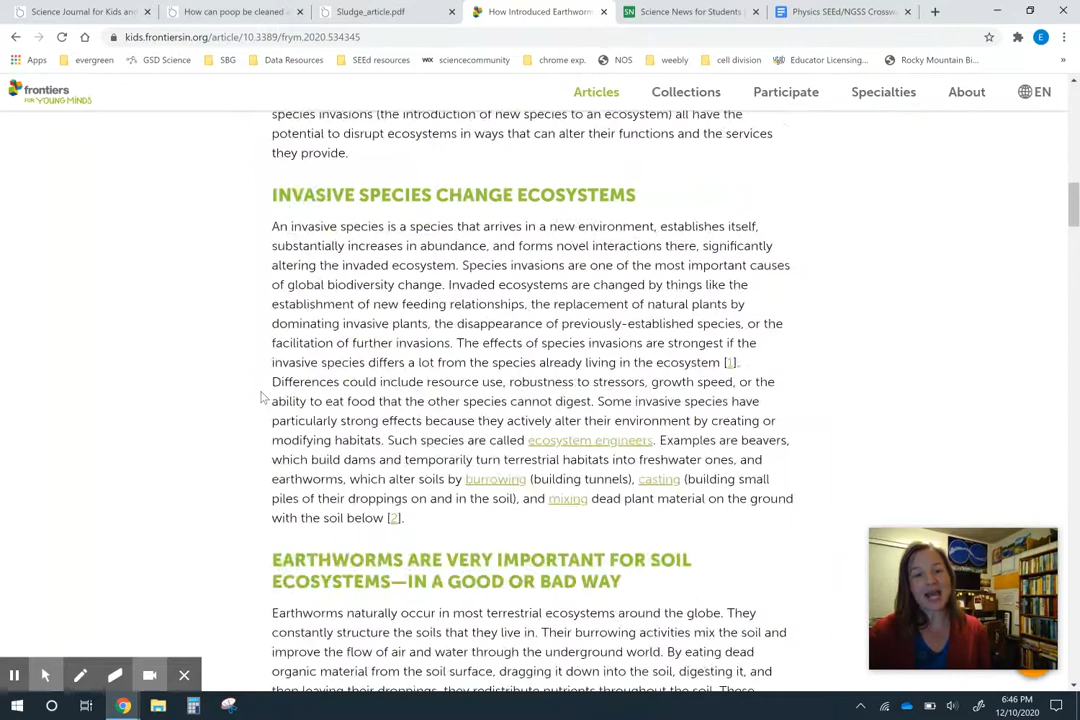 Science Journal for Kids and
How can poop be cleaned
Sludge_article.pdf
How Introduced Earthworm
Science News for Students
Physics SEEd/NGSS Crosswa
kids.frontiersin.org/article/10.3389/frym.2020.534345
E
Apps
evergreen
GSD Science
SBG
Data Resources
SEEd resources
WIX sciencecommunity
chrome exp.
NOS
weebly
cell division
Educator Licensing...
Rocky Mountain Bi...
frontiers
FOR YOUNG MINDS
Articles
Collections
Participate
Specialties
About
EN
species invasions (the introduction of new species to an ecosystem) all have the
potential to disrupt ecosystems in ways that can alter their functions and the services
they provide.
INVASIVE SPECIES CHANGE ECOSYSTEMS
An invasive species is a species that arrives in a new environment, establishes itself,
substantially increases in abundance, and forms novel interactions there, significantly
altering the invaded ecosystem. Species invasions are one of the most important causes
of global biodiversity change. Invaded ecosystems are changed by things like the
establishment of new feeding relationships, the replacement of natural plants by
dominating invasive plants, the disappearance of previously-established species, or the
facilitation of further invasions. The effects of species invasions are strongest if the
invasive species differs a lot from the species already living in the ecosystem [1].
Differences could include resource use, robustness to stressors, growth speed, or the
ability to eat food that the other species cannot digest. Some invasive species have
particularly strong effects because they actively alter their environment by creating or
modifying habitats. Such species are called ecosystem engineers. Examples are beavers,
which build dams and temporarily turn terrestrial habitats into freshwater ones, and
earthworms, which alter soils by burrowing (building tunnels), casting (building small
piles of their droppings on and in the soil), and mixing dead plant material on the ground
with the soil below [2].
EARTHWORMS ARE VERY IMPORTANT FOR SOIL
ECOSYSTEMS—IN A GOOD OR BAD WAY
Earthworms naturally occur in most terrestrial ecosystems around the globe. They
constantly structure the soils that they live in. Their burrowing activities mix the soil and
improve the flow of air and water through the underground world. By eating dead
organic material from the soil surface, dragging it down into the soil, digesting it, and
then leaving their droppings, they redistribute nutrients throughout the soil. These
6:46 PM
12/10/2020